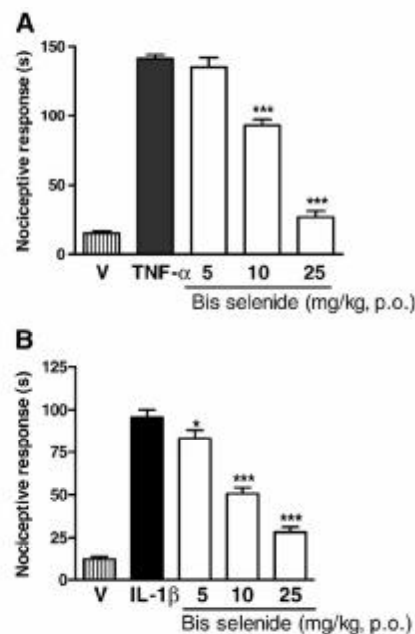 A
Nociceptive response (s)
150
100
50
0
***
***
V TNF-α 5 10 25
Bis selenide (mg/kg, p.o.)
B
Nociceptive response (s)
125
100
75
50
25
0
*
***
***
V IL-1β 5 10 25
Bis selenide (mg/kg, p.o.)